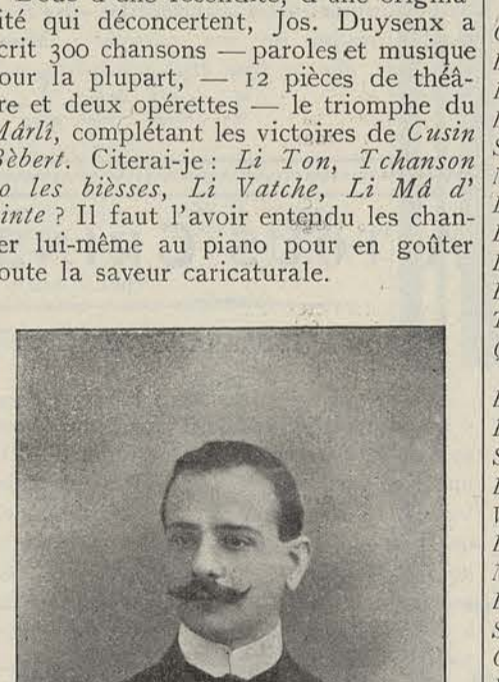 ité qui déconcertent, Jos. Duysenx a
crit 300 chansons — paroles et musique
our la plupart, — 12 pièces de théâ-
re et deux opérettes — le triomphe du
Mârlî, complétant les victoires de Cusin
Bèbert. Citerai-je : Li Ton, Tchanson
o les bièsses, Li Vatche, Li Mâ d'
inte ? Il faut l'avoir entendu les chan-
er lui-même au piano pour en goûter
oute la saveur caricaturale.